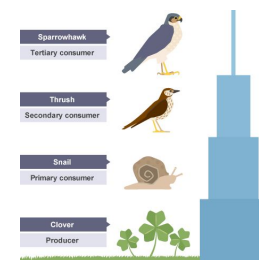 Sparrowhawk
Tertiary consumer
Thrush
Secondary consumer
Snail
Primary consumer
Clover
Producer